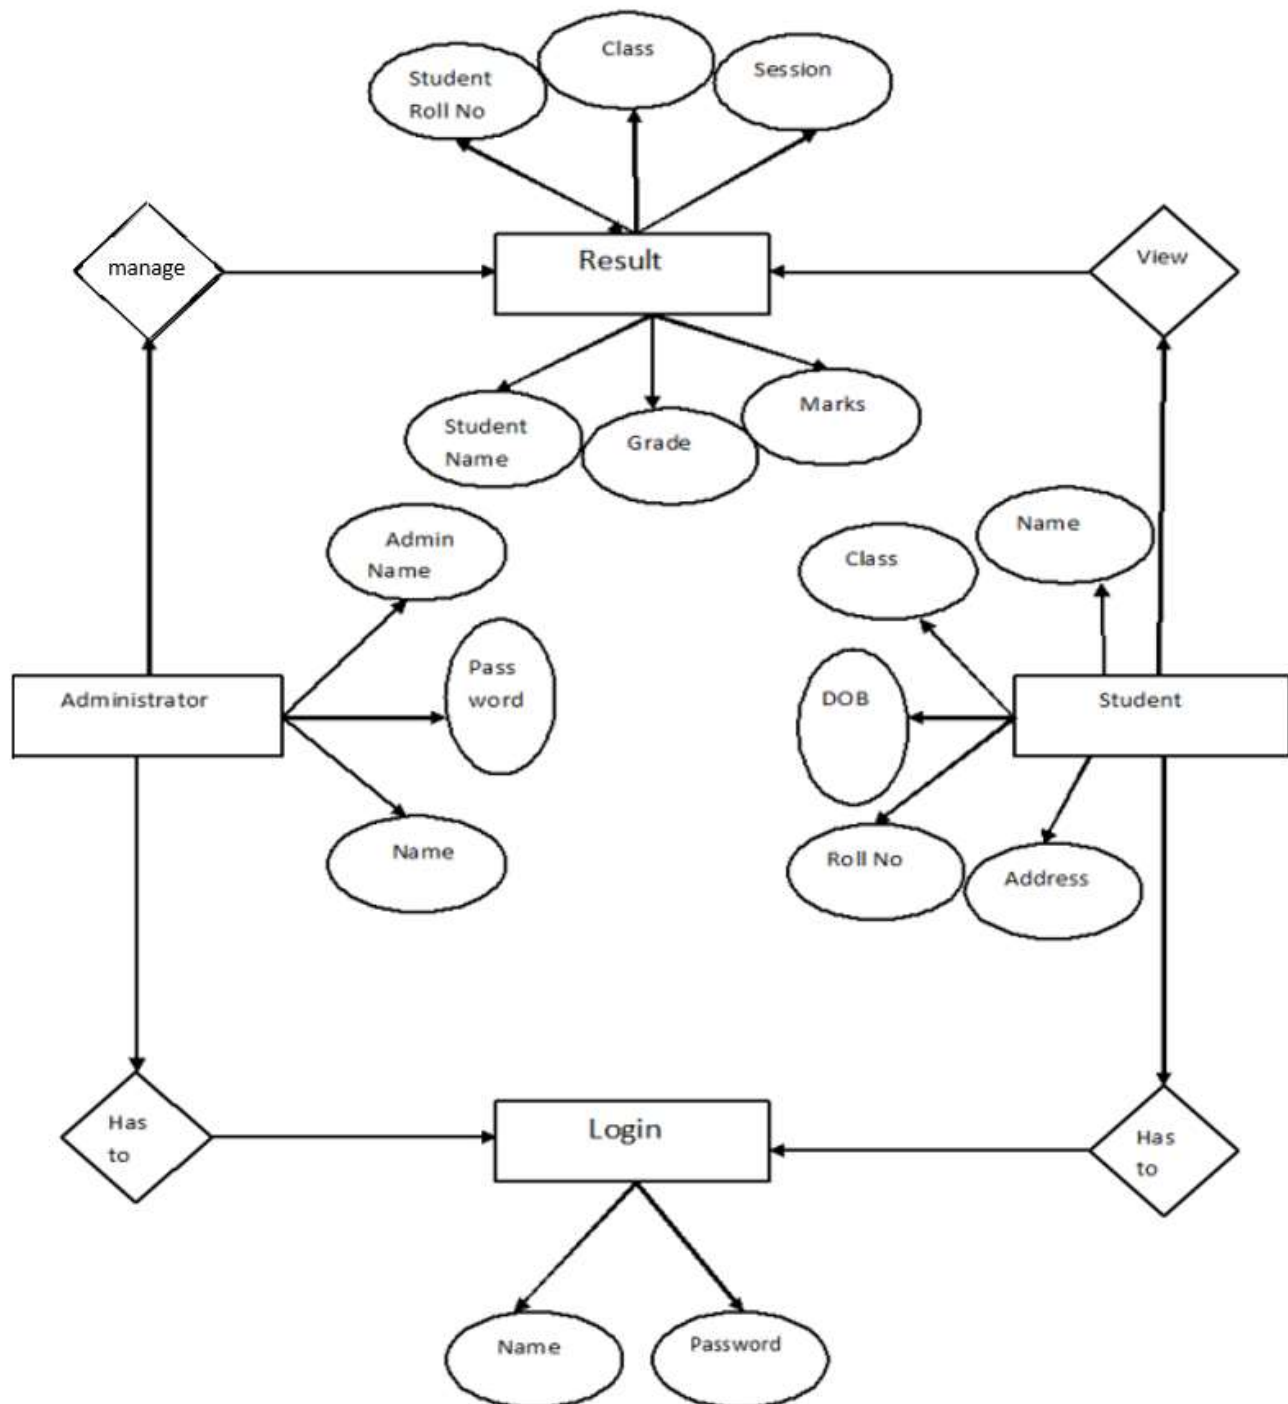 Class
Session
Student
Roll No
manage
Result
View
Marks
Student
Name
Grade
Name
Admin
Name
Class
Pass
word
Administrator
DOB
Student
Name
Roll No
Address
Has
to
Login
Has
to
Name
Password